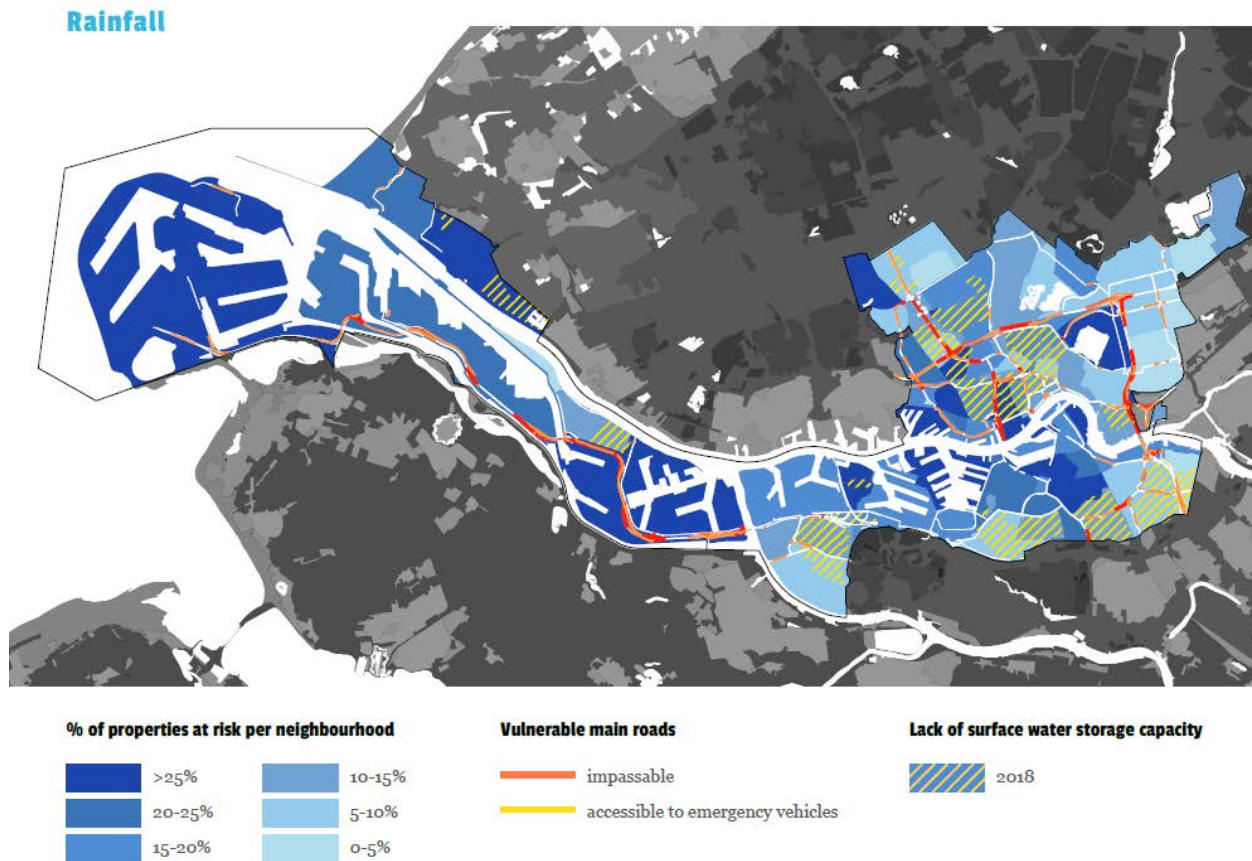 Rainfall
% of properties at risk per neighbourhood
>25%
20-25%
15-20%
10-15%
5-10%
0-5%
Vulnerable main roads
impassable
accessible to emergency vehicles
Lack of surface water storage capacity
2018